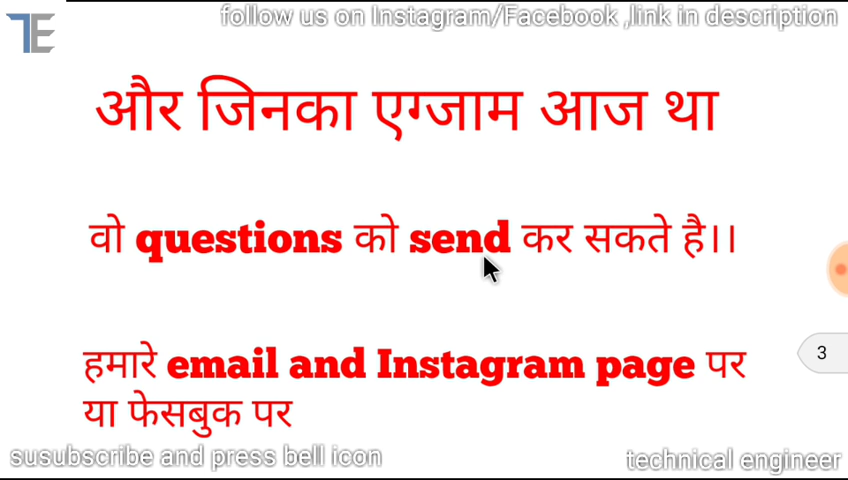 follow us on Instagram/Facebook ,link in description
TE
और जिनका एग्जाम आज था
वो questions को send कर सकते है।।
हमारे email and Instagram page पर
या फेसबुक पर
3
susubscribe and press bell icon
technical engineer